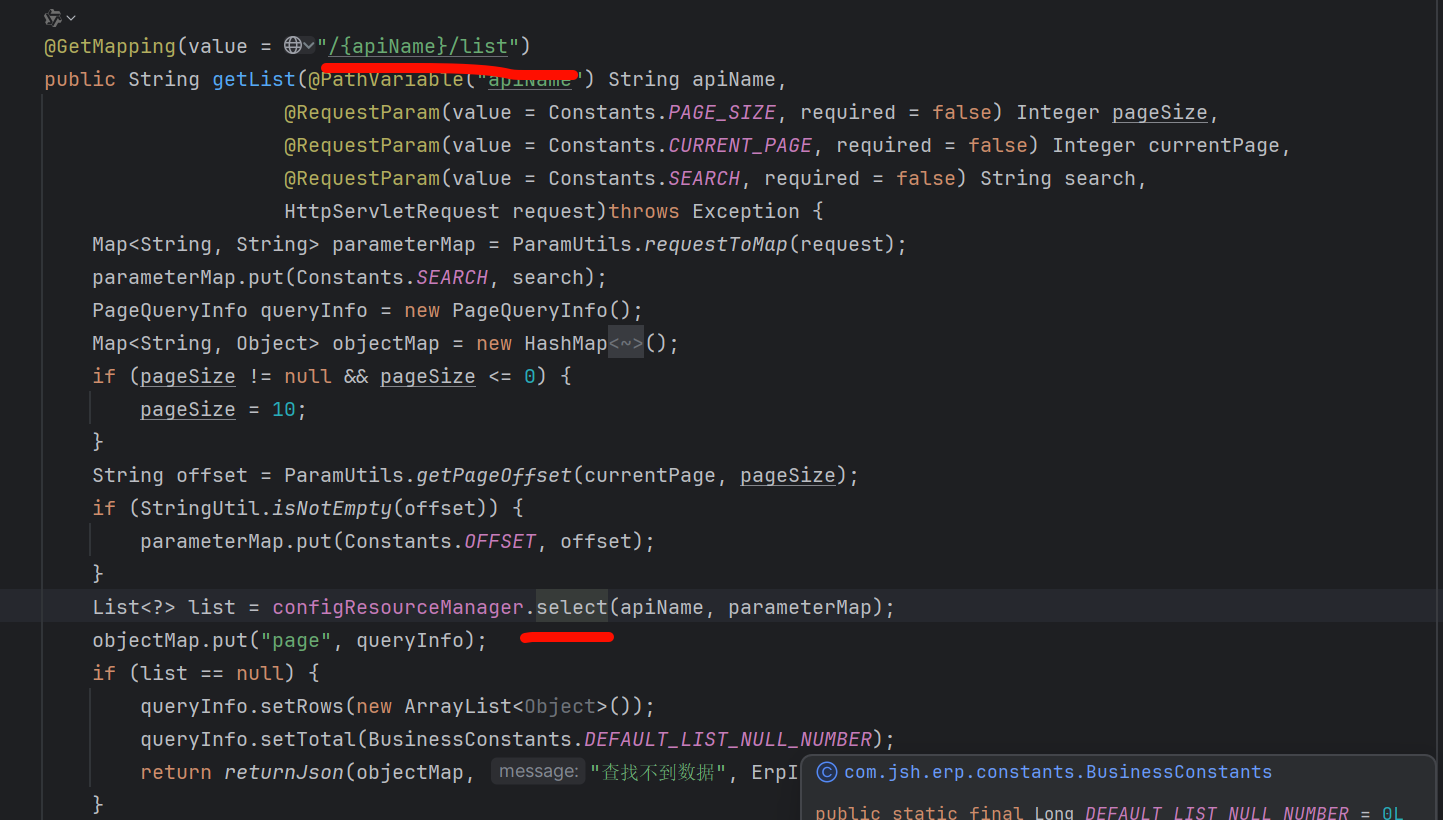 @GetMapping(value = "/{apiName}/list")
public String getList(@PathVariable("apiName") String apiName,
@RequestParam(value = Constants.PAGE_SIZE, required = false) Integer pageSize,
@RequestParam(value = Constants.CURRENT_PAGE, required = false) Integer currentPage,
@RequestParam(value = Constants.SEARCH, required = false) String search,
HttpServletRequest request)throws Exception {
Map<String, String> parameterMap = ParamUtils.requestToMap(request);
parameterMap.put(Constants.SEARCH, search);
PageQueryInfo queryInfo = new PageQueryInfo();
Map<String, Object> objectMap = new HashMap<~>();
if (pageSize != null && pageSize <= 0) {
pageSize = 10;
}
String offset = ParamUtils.getPageOffset(currentPage, pageSize);
if (StringUtil.isNotEmpty(offset)) {
parameterMap.put(Constants.OFFSET, offset);
}
List<?> list = configResourceManager.select(apiName, parameterMap);
objectMap.put("page", queryInfo);
if (list == null) {
queryInfo.setRows(new ArrayList<Object>());
queryInfo.setTotal(BusinessConstants.DEFAULT_LIST_NULL_NUMBER);
return returnJson(objectMap, message: "查找不到数据", ErpI
com.jsh.erp.constants.BusinessConstants
}
public static final Long DEFAULT_LIST_NULL_NUMBER = 0L